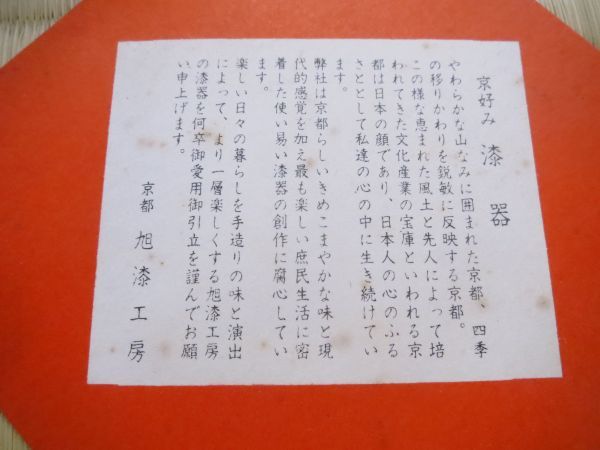 京好み 漆器
やわらかな山なみに囲まれた京都、四季
の移りかわりを鋭敏に反映する京都。
この様な恵まれた風土と先人によって培
われてきた文化産業の宝庫といわれる京
都は日本の顔であり、日本人の心のふる
さととして私達の心の中に生き続けてい
ます。
弊社は京都らしいきめこまやかな味と現
代的感覚を加え最も楽しい庶民生活に密
着した使い易い漆器の創作に腐心してい
ます。
楽しい日々の暮らしを手造りの味と演出
によって、より一層楽しくする旭漆工房
の漆器を何卒御愛用御引立を謹んでお願
い申上げます。
京都 旭漆工房